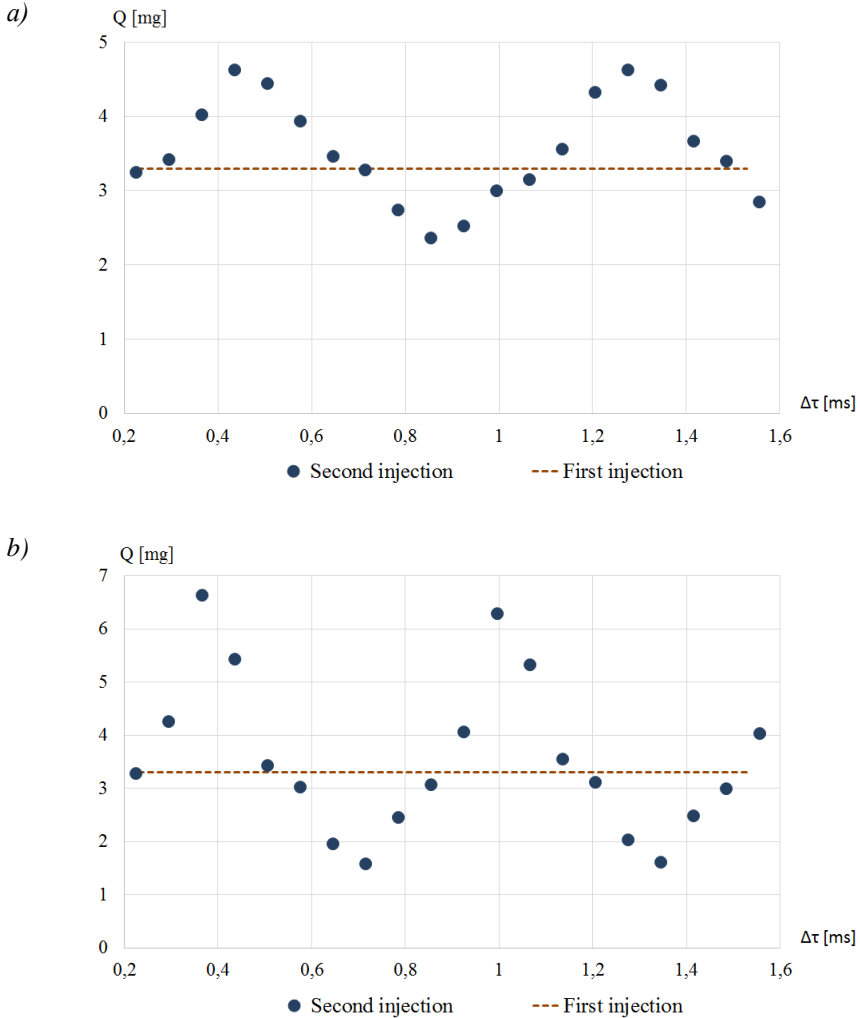 a)
Q [mg]
5
4
3
2
1
0
0,2 0,4 0,6 0,8 1 1,2 1,4 1,6
Δτ [ms]
Second injection First injection
b)
Q [mg]
7
6
5
4
3
2
1
0
0,2 0,4 0,6 0,8 1 1,2 1,4 1,6
Δτ [ms]
Second injection First injection